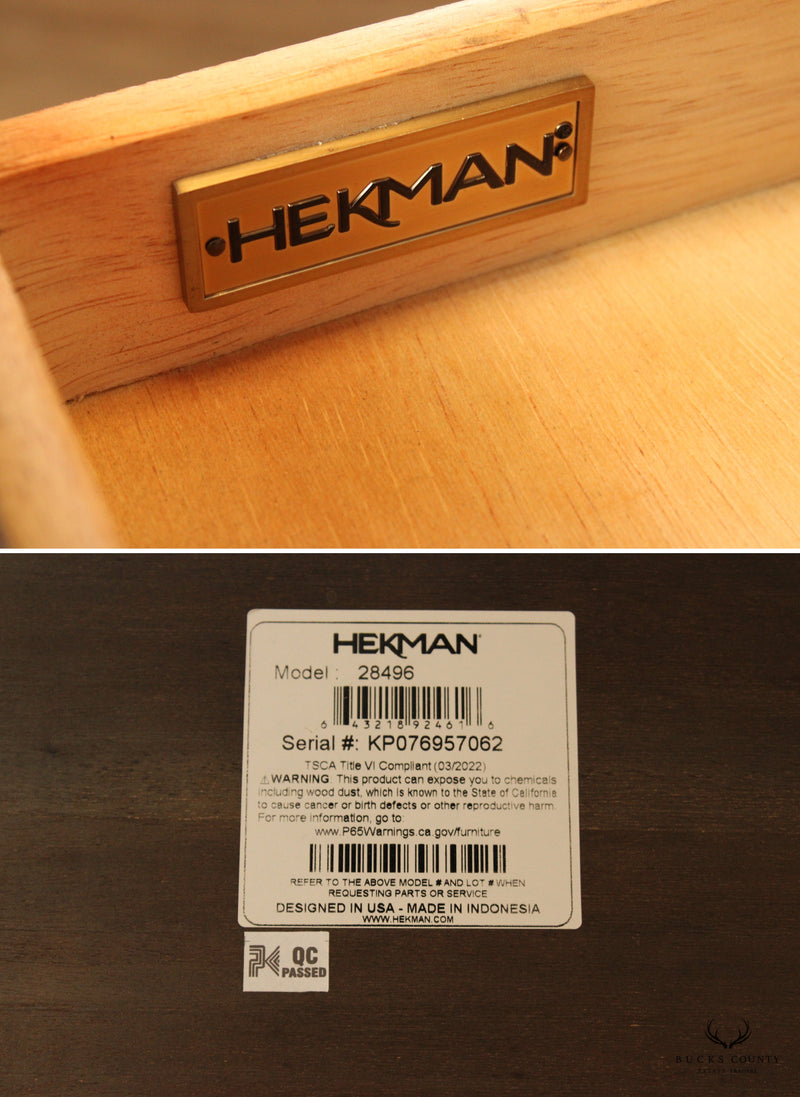 HEKMAN
HEKMAN®
Model : 28496
6 43218 92461 6
Serial #: KP076957062
TSCA Title VI Compliant (03/2022)
⚠WARNING: This product can expose you to chemicals
including wood dust, which is known to the State of California
to cause cancer or birth defects or other reproductive harm.
For more information, go to:
www.P65Warnings.ca.gov/furniture
REFER TO THE ABOVE MODEL # AND LOT # WHEN
REQUESTING PARTS OR SERVICE
DESIGNED IN USA - MADE IN INDONESIA
WWW.HEKMAN.COM
QC
PASSED
BUCKS COUNTY